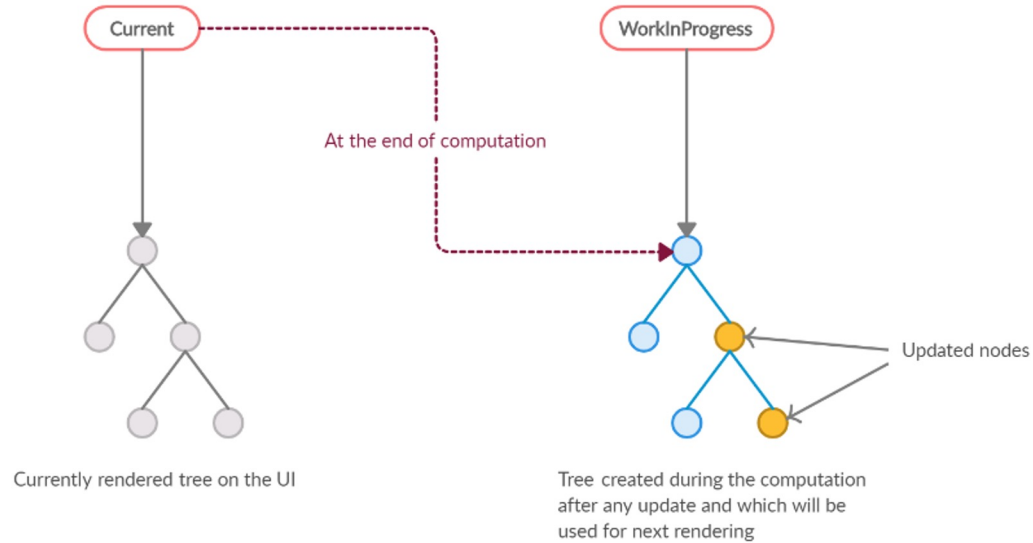 Current
WorkInProgress
At the end of computation
Updated nodes
Currently rendered tree on the UI
Tree created during the computation
after any update and which will be
used for next rendering